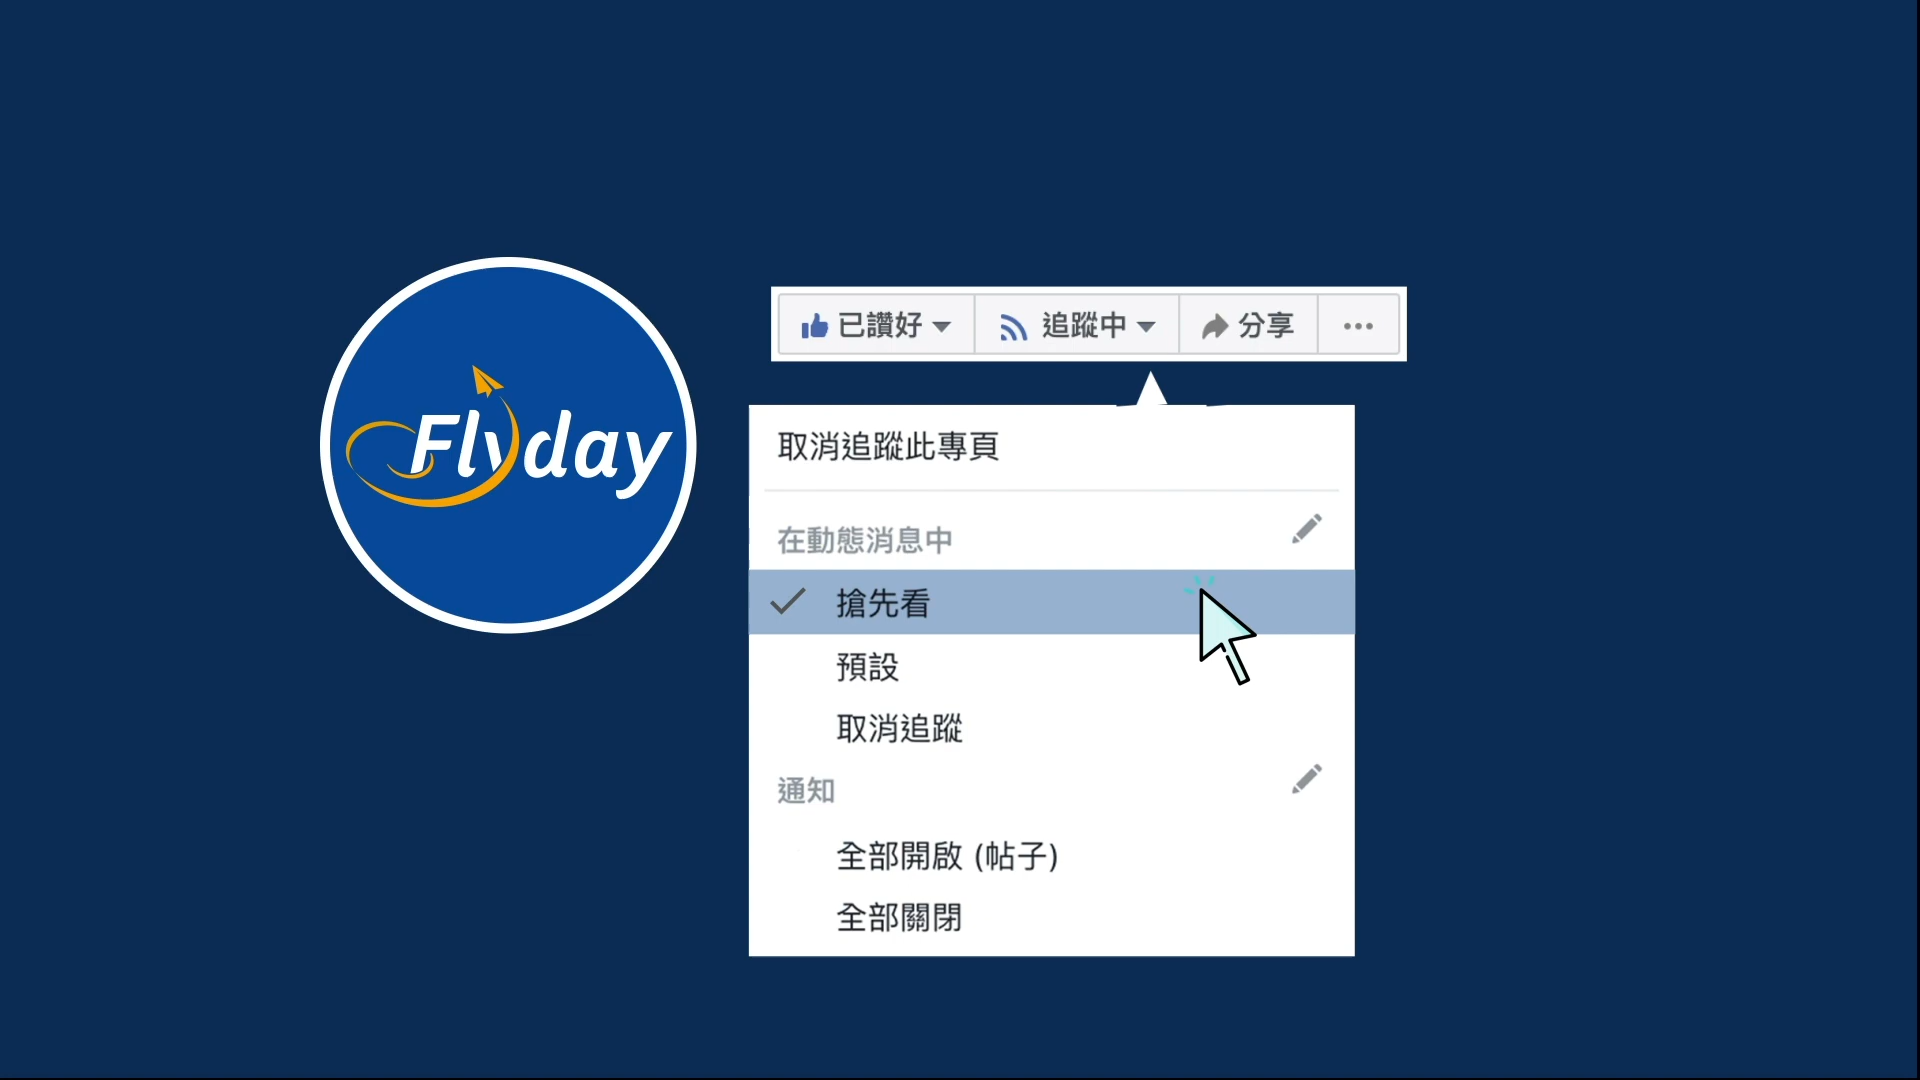 Flyday
已讚好 追蹤中 分享
取消追蹤此專頁
在動態消息中
搶先看
預設
取消追蹤
通知
全部開啟 (帖子)
全部關閉